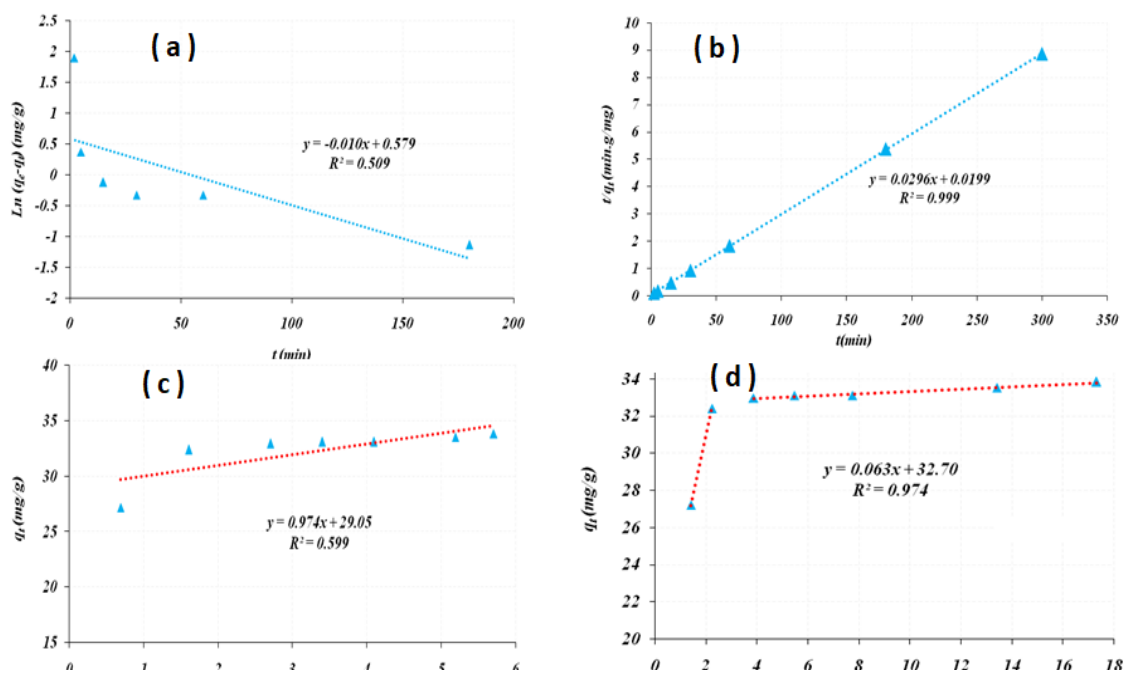 ( a )
2.5
2
1.5
1
0.5
0
-0.5
-1
-1.5
-2
Ln (qe-qt) (mg/g)
y = -0.010x + 0.579
R² = 0.509
0 50 100 150 200
t (min)
( b )
10
9
8
7
6
5
4
3
2
1
0
t/qt (min.g/mg)
y = 0.0296x + 0.0199
R² = 0.999
0 50 100 150 200 250 300 350
t(min)
( c )
40
35
30
25
20
15
qt (mg/g)
y = 0.974x + 29.05
R² = 0.599
0 1 2 3 4 5 6
( d )
34
32
30
28
26
24
22
20
qt (mg/g)
y = 0.063x + 32.70
R² = 0.974
0 2 4 6 8 10 12 14 16 18